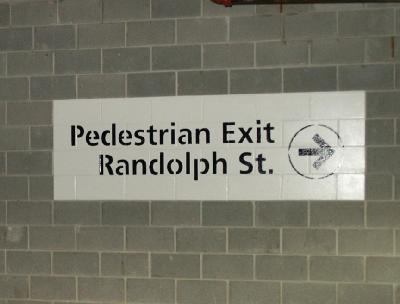 Pedestrian Exit
Randolph St.